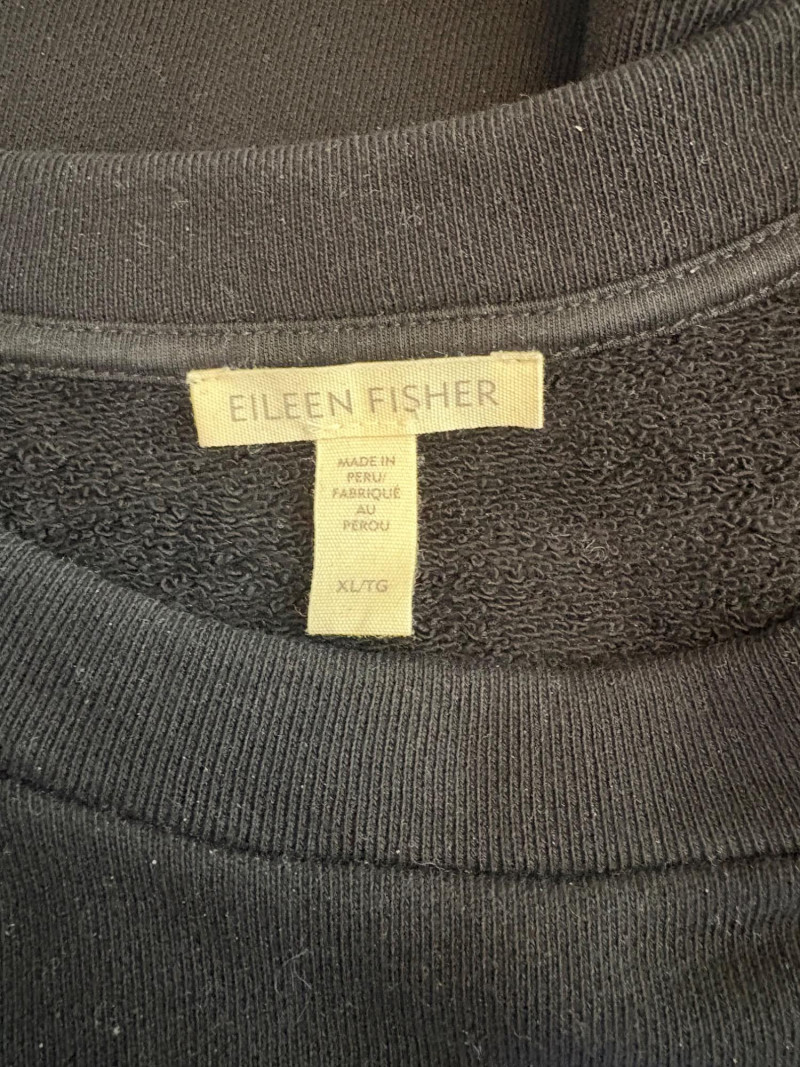 EILEEN FISHER
MADE IN
PERU/
FABRIQUÉ
AU
PÉROU
XL/TG